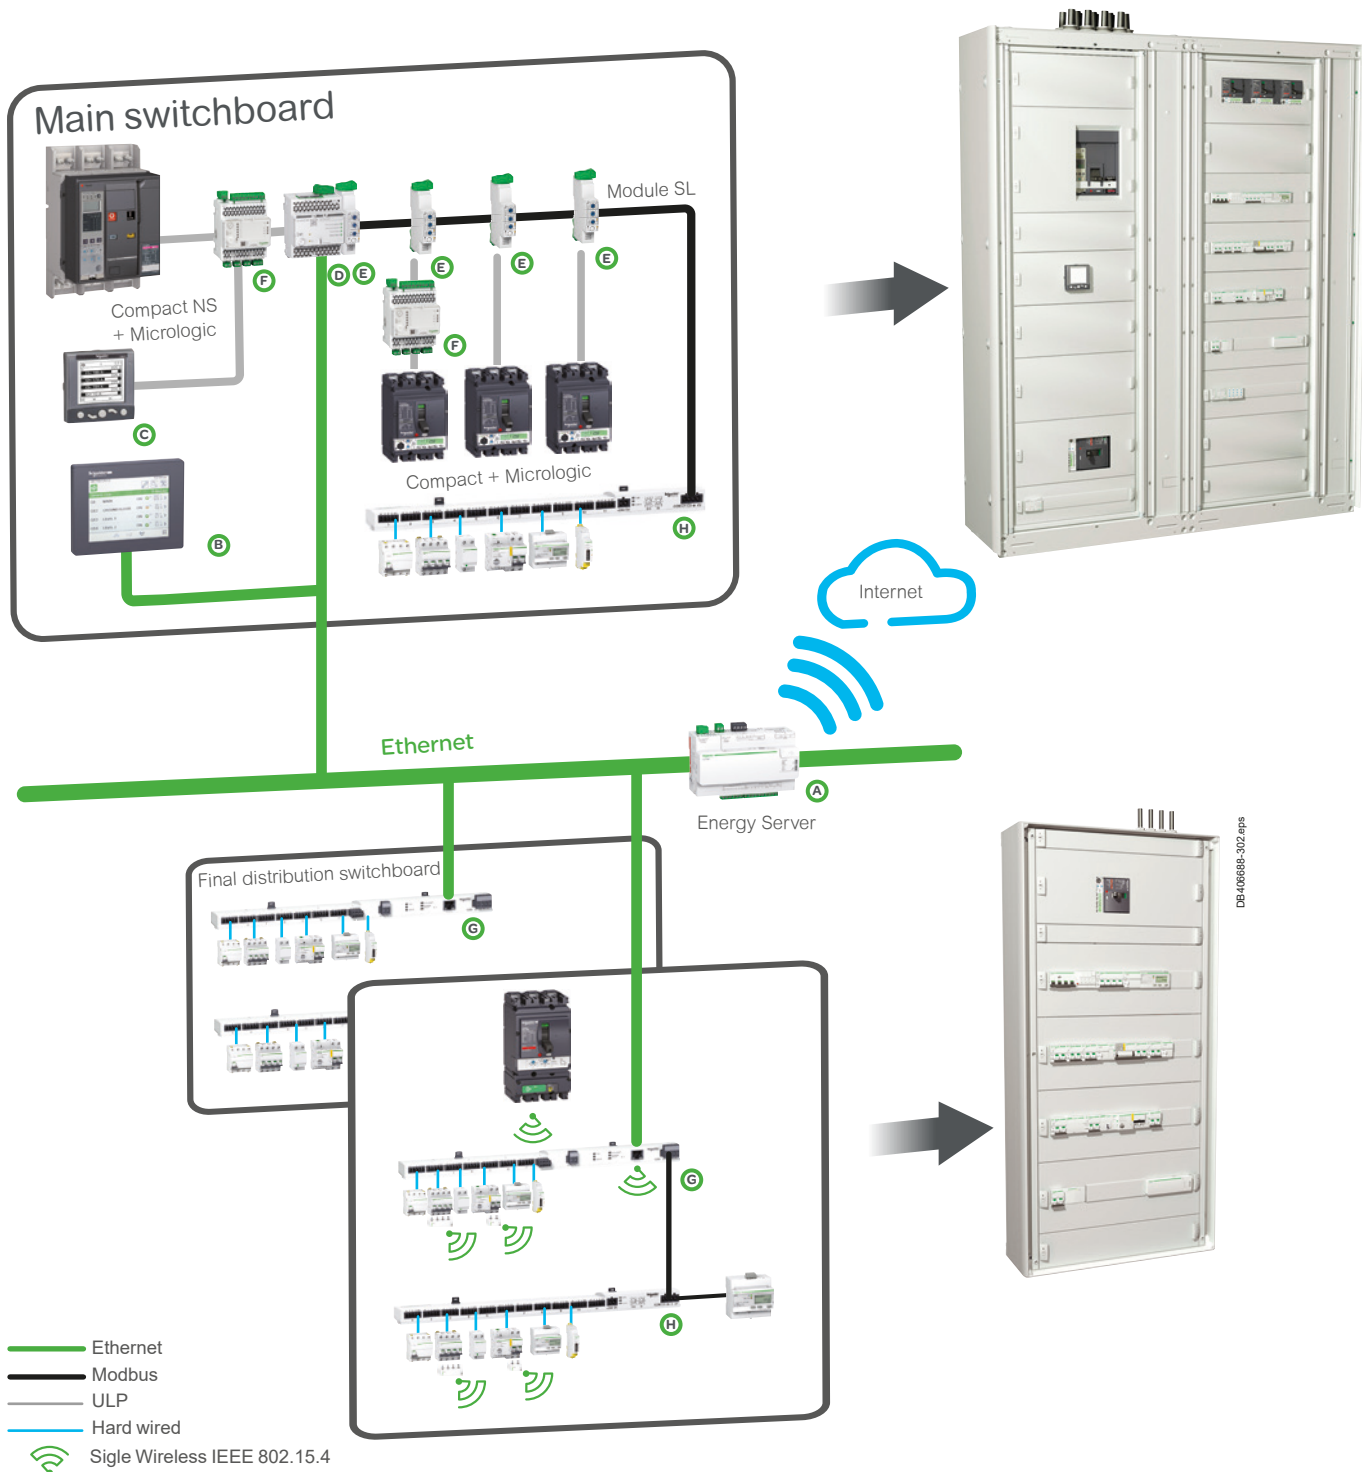 Main switchboard
Module SL
F
D
E
E
E
E
Compact NS
+ Micrologic
F
C
Compact + Micrologic
B
H
Internet
Ethernet
A
Energy Server
Final distribution switchboard
G
DB406688-302.eps
G
H
Ethernet
Modbus
ULP
Hard wired
Sigle Wireless IEEE 802.15.4